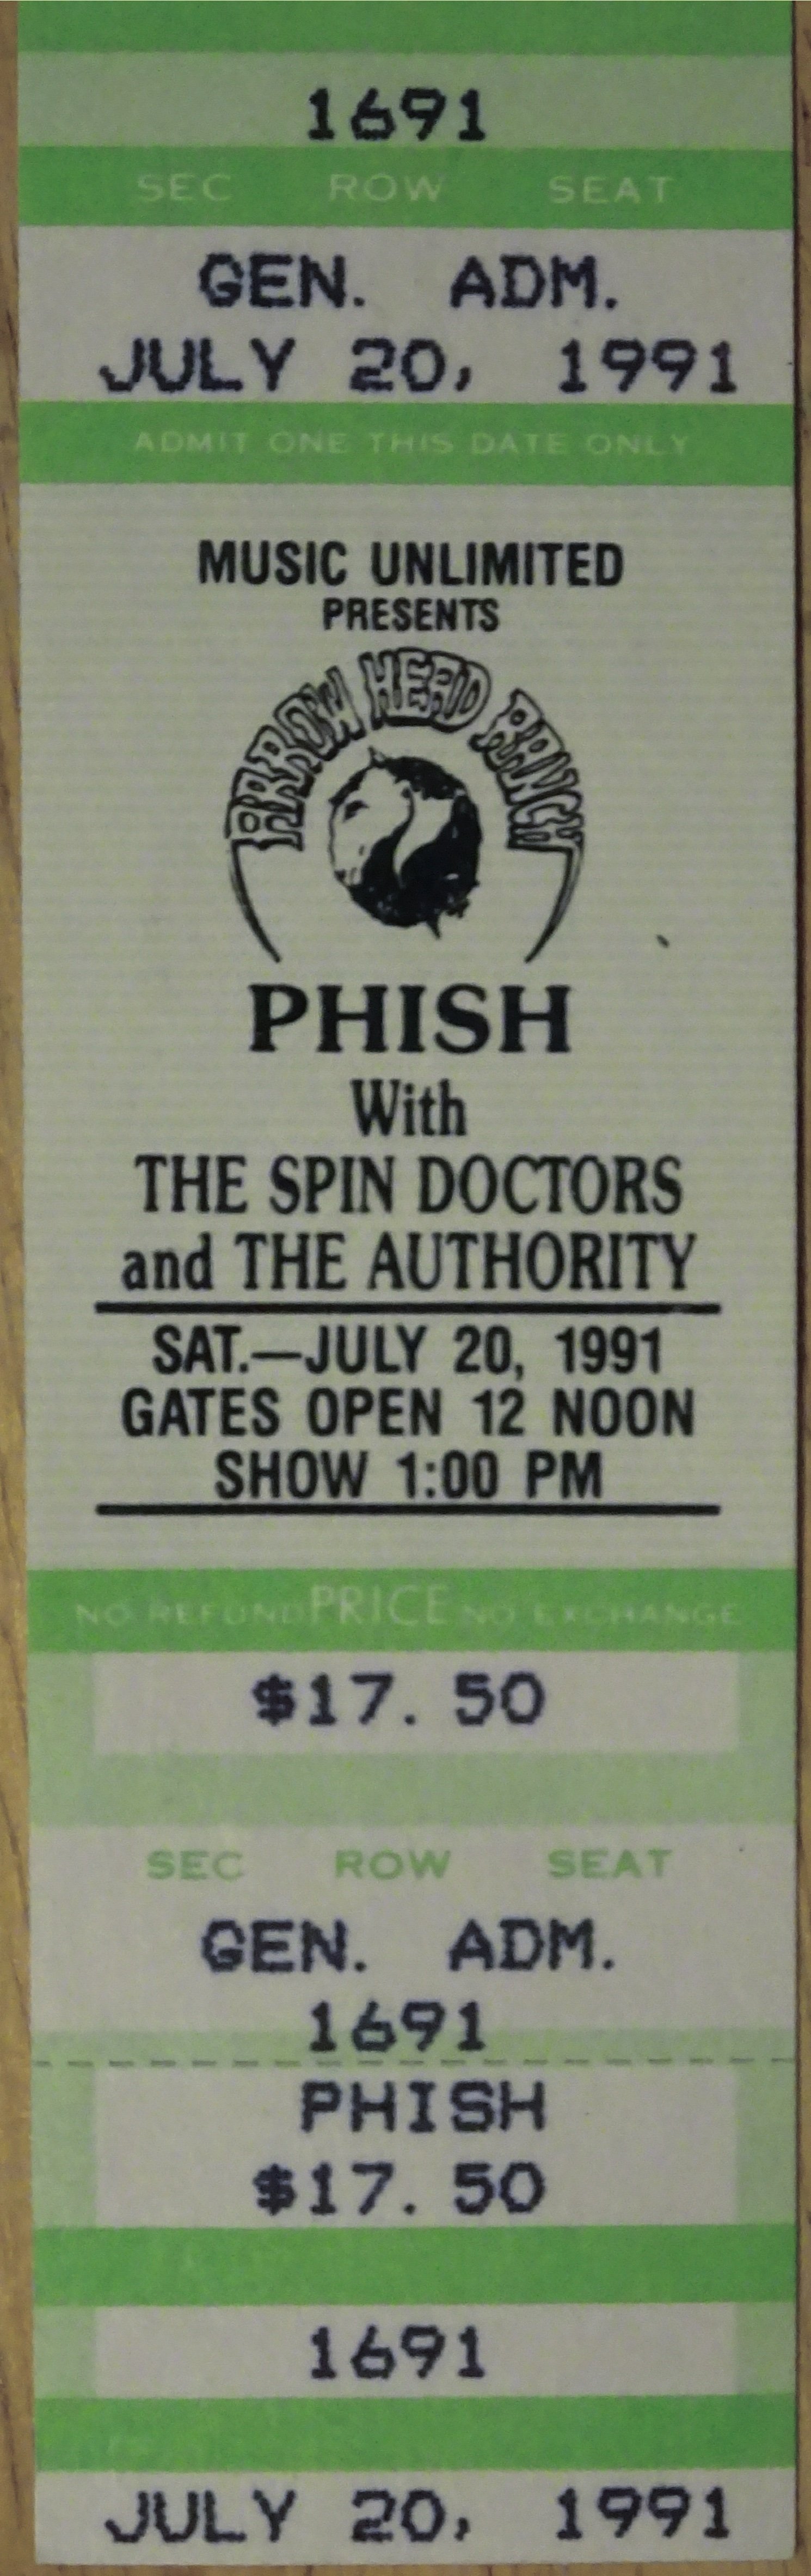 1691
SEC ROW SEAT
GEN. ADM.
JULY 20, 1991
ADMIT ONE THIS DATE ONLY
MUSIC UNLIMITED
PRESENTS
ARROW HEAD RANCH
PHISH
With
THE SPIN DOCTORS
and THE AUTHORITY
SAT.—JULY 20, 1991
GATES OPEN 12 NOON
SHOW 1:00 PM
NO REFUND PRICE NO EXCHANGE
$17.50
SEC ROW SEAT
GEN. ADM.
1691
PHISH
$17.50
1691
JULY 20, 1991